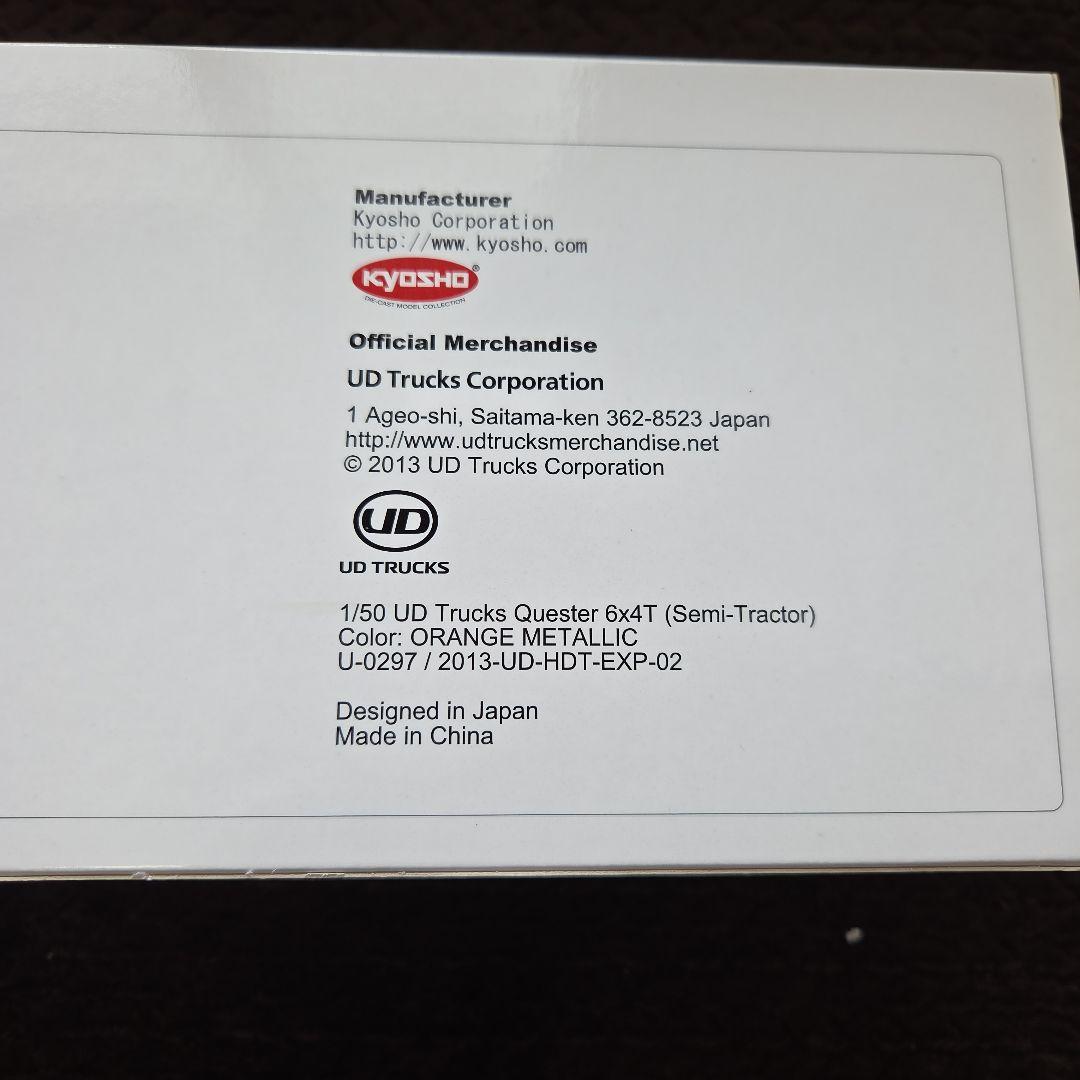 Manufacturer
Kyosho Corporation
http://www.kyosho.com
KYOSHO®
DIE-CAST MODEL COLLECTION
Official Merchandise
UD Trucks Corporation
1 Ageo-shi, Saitama-ken 362-8523 Japan
http://www.udtrucksmerchandise.net
© 2013 UD Trucks Corporation
UD
UD TRUCKS
1/50 UD Trucks Quester 6x4T (Semi-Tractor)
Color: ORANGE METALLIC
U-0297 / 2013-UD-HDT-EXP-02
Designed in Japan
Made in China